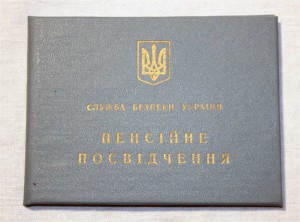 СЛУЖБА БЕЗПЕКИ УКРАЇНИ
ПЕНСІЙНЕ
ПОСВІДЧЕННЯ